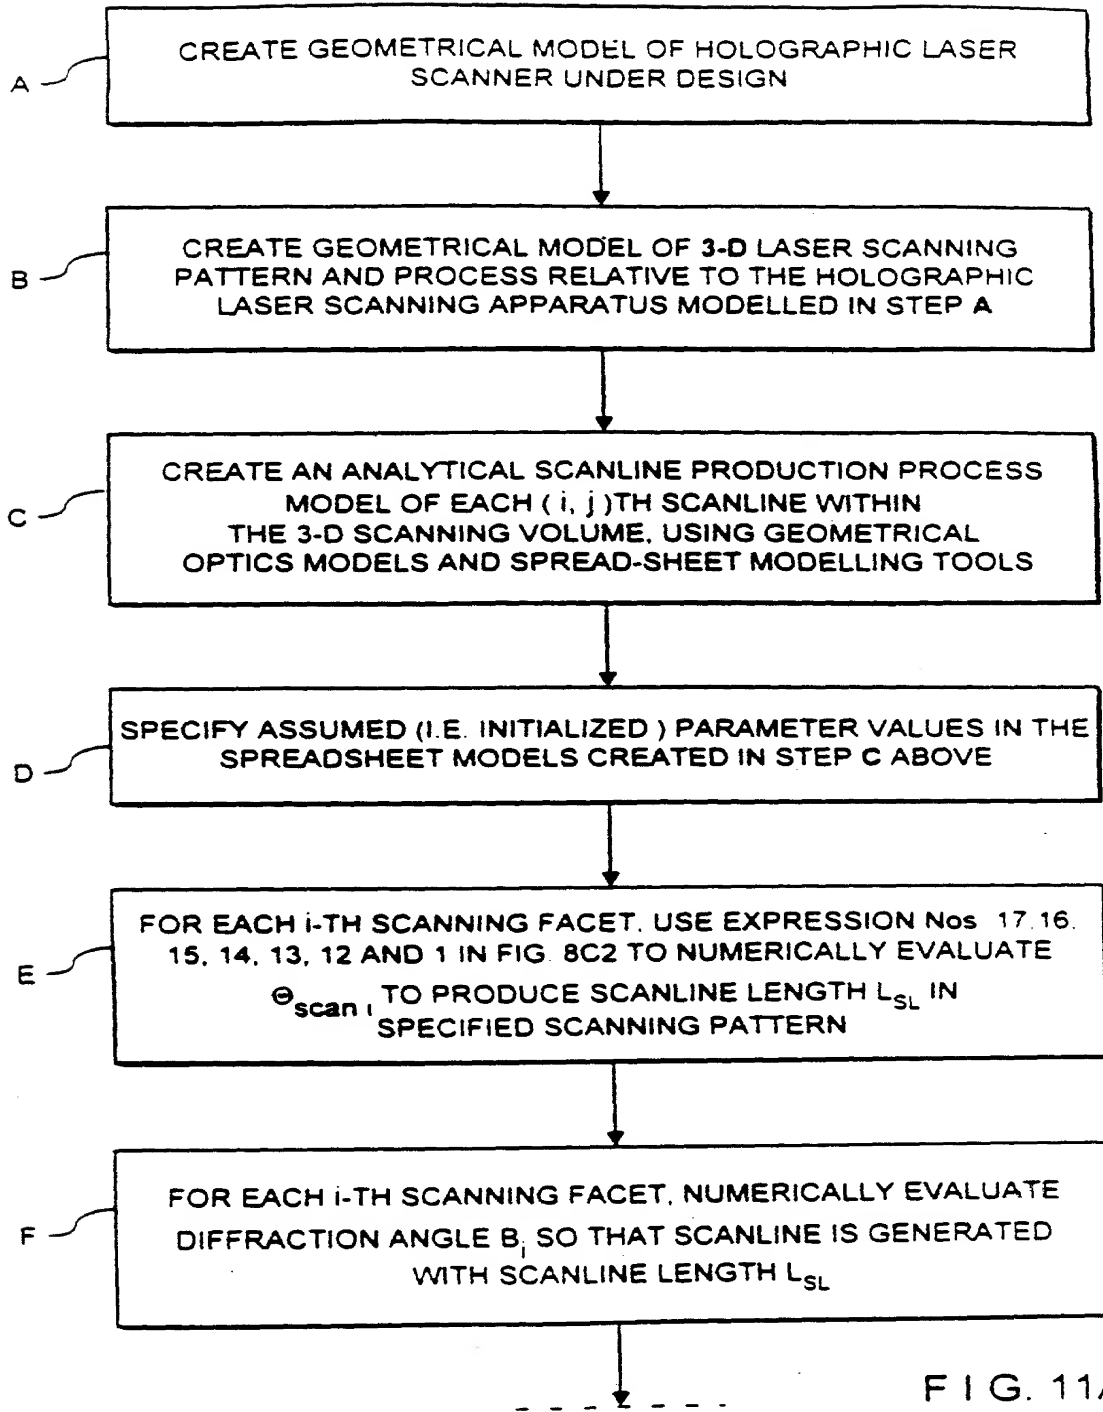 A
CREATE GEOMETRICAL MODEL OF HOLOGRAPHIC LASER
SCANNER UNDER DESIGN
B
CREATE GEOMETRICAL MODEL OF 3-D LASER SCANNING
PATTERN AND PROCESS RELATIVE TO THE HOLOGRAPHIC
LASER SCANNING APPARATUS MODELLED IN STEP A
C
CREATE AN ANALYTICAL SCANLINE PRODUCTION PROCESS
MODEL OF EACH ( i, j )TH SCANLINE WITHIN
THE 3-D SCANNING VOLUME, USING GEOMETRICAL
OPTICS MODELS AND SPREAD-SHEET MODELLING TOOLS
D
SPECIFY ASSUMED (I.E. INITIALIZED ) PARAMETER VALUES IN THE
SPREADSHEET MODELS CREATED IN STEP C ABOVE
E
FOR EACH i-TH SCANNING FACET, USE EXPRESSION Nos 17, 16,
15, 14, 13, 12 AND 1 IN FIG. 8C2 TO NUMERICALLY EVALUATE
Θscan i TO PRODUCE SCANLINE LENGTH LSL IN
SPECIFIED SCANNING PATTERN
F
FOR EACH i-TH SCANNING FACET, NUMERICALLY EVALUATE
DIFFRACTION ANGLE Bi SO THAT SCANLINE IS GENERATED
WITH SCANLINE LENGTH LSL
FIG. 11